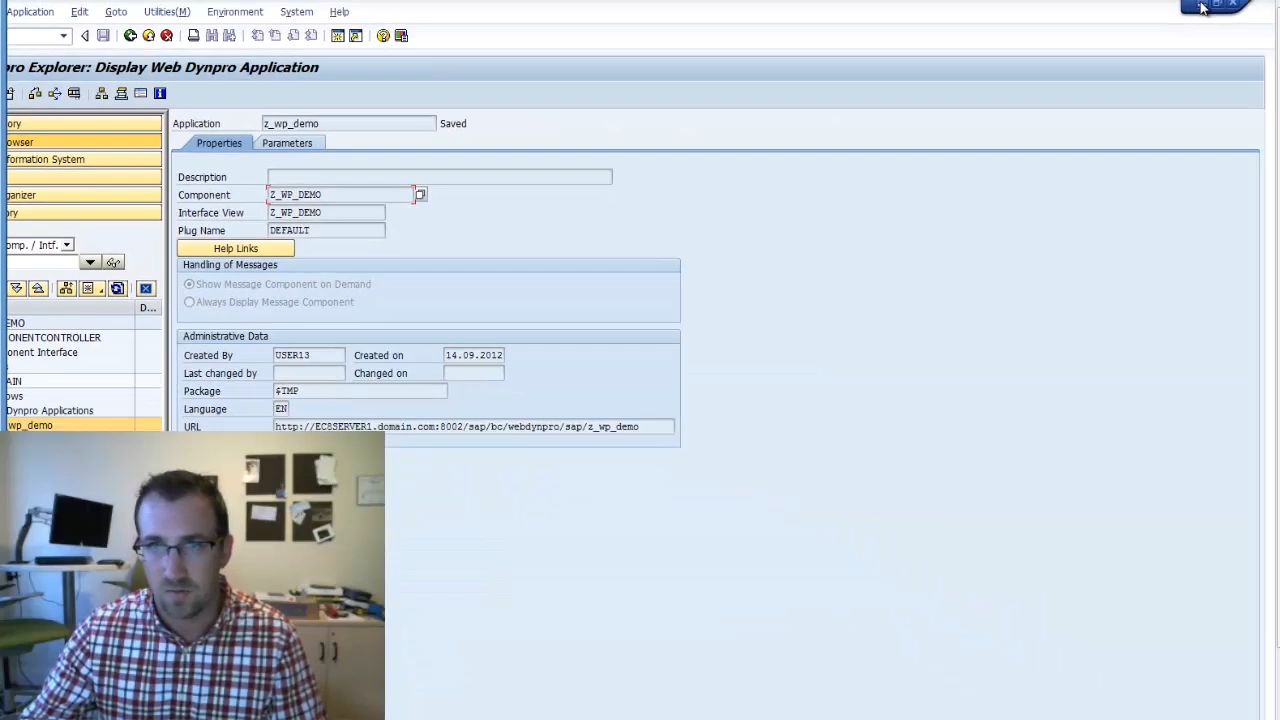 Application Edit Goto Utilities(M) Environment System Help
pro Explorer: Display Web Dynpro Application
Application z_wp_demo Saved
Properties Parameters
Description
Component Z_WP_DEMO
Interface View Z_WP_DEMO
Plug Name DEFAULT
Help Links
Handling of Messages
Show Message Component on Demand
Always Display Message Component
Administrative Data
Created By USER13 Created on 14.09.2012
Last changed by Changed on
Package $TMP
Language EN
URL http://EC8SERVER1.domain.com:8002/sap/bc/webdynpro/sap/z_wp_demo
ory
owser
nformation System
ganizer
ory
omp. / Intf.
D...
EMO
ONENTCONTROLLER
onent Interface
s
AIN
ows
Dynpro Applications
wp_demo